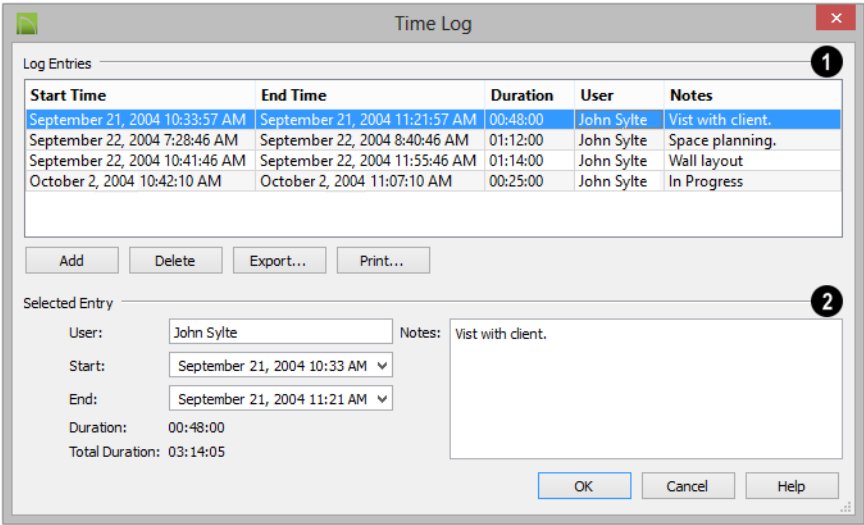 Time Log
Log Entries 1
Start Time End Time Duration User Notes
September 21, 2004 10:33:57 AM September 21, 2004 11:21:57 AM 00:48:00 John Sylte Vist with client.
September 22, 2004 7:28:46 AM September 22, 2004 8:40:46 AM 01:12:00 John Sylte Space planning.
September 22, 2004 10:41:46 AM September 22, 2004 11:55:46 AM 01:14:00 John Sylte Wall layout
October 2, 2004 10:42:10 AM October 2, 2004 11:07:10 AM 00:25:00 John Sylte In Progress
Add Delete Export... Print...
Selected Entry 2
User: John Sylte Notes: Vist with client.
Start: September 21, 2004 10:33 AM
End: September 21, 2004 11:21 AM
Duration: 00:48:00
Total Duration: 03:14:05
OK Cancel Help